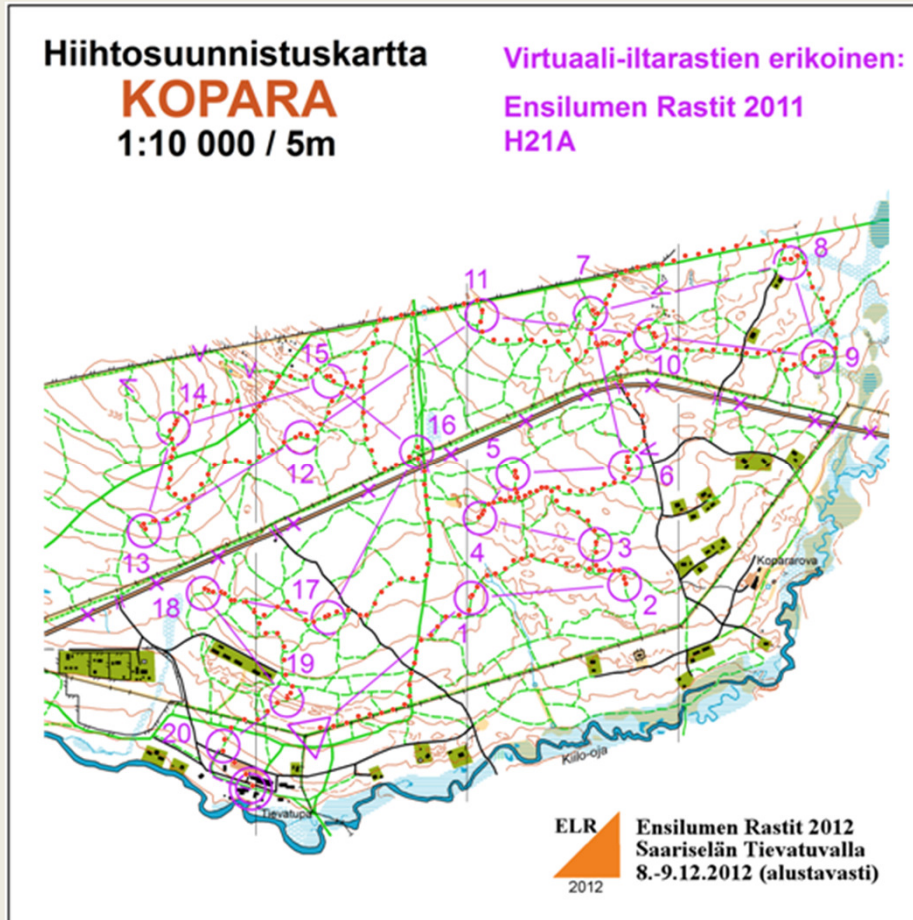 Hiihtosuunnistuskartta
KOPARA
1:10 000 / 5m
Virtuaali-iltarastien erikoinen:
Ensilumen Rastit 2011
H21A
8
7
11
9
10
15
14
16
12
5
6
13
4
3
18
17
1
2
Kopararova
19
20
Kiilo-oja
Tievatupa
ELR
2012
Ensilumen Rastit 2012
Saariselän Tievatuvalla
8.-9.12.2012 (alustavasti)